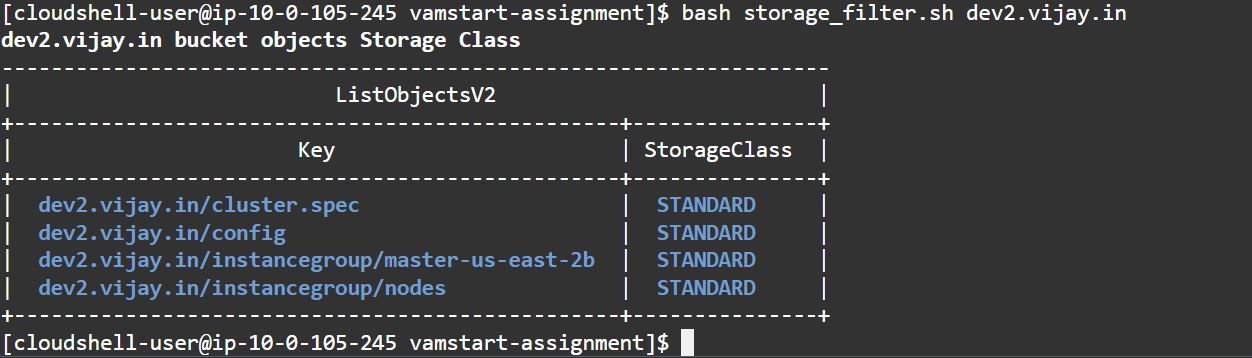 [cloudshell-user@ip-10-0-105-245 vamstart-assignment]$ bash storage_filter.sh dev2.vijay.in
dev2.vijay.in bucket objects Storage Class
-------------------------------------------------------------------
|                          ListObjectsV2                          |
+-------------------------------------------------+---------------+
|                       Key                       | StorageClass  |
+-------------------------------------------------+---------------+
|  dev2.vijay.in/cluster.spec                     |  STANDARD     |
|  dev2.vijay.in/config                           |  STANDARD     |
|  dev2.vijay.in/instancegroup/master-us-east-2b  |  STANDARD     |
|  dev2.vijay.in/instancegroup/nodes              |  STANDARD     |
+-------------------------------------------------+---------------+
[cloudshell-user@ip-10-0-105-245 vamstart-assignment]$